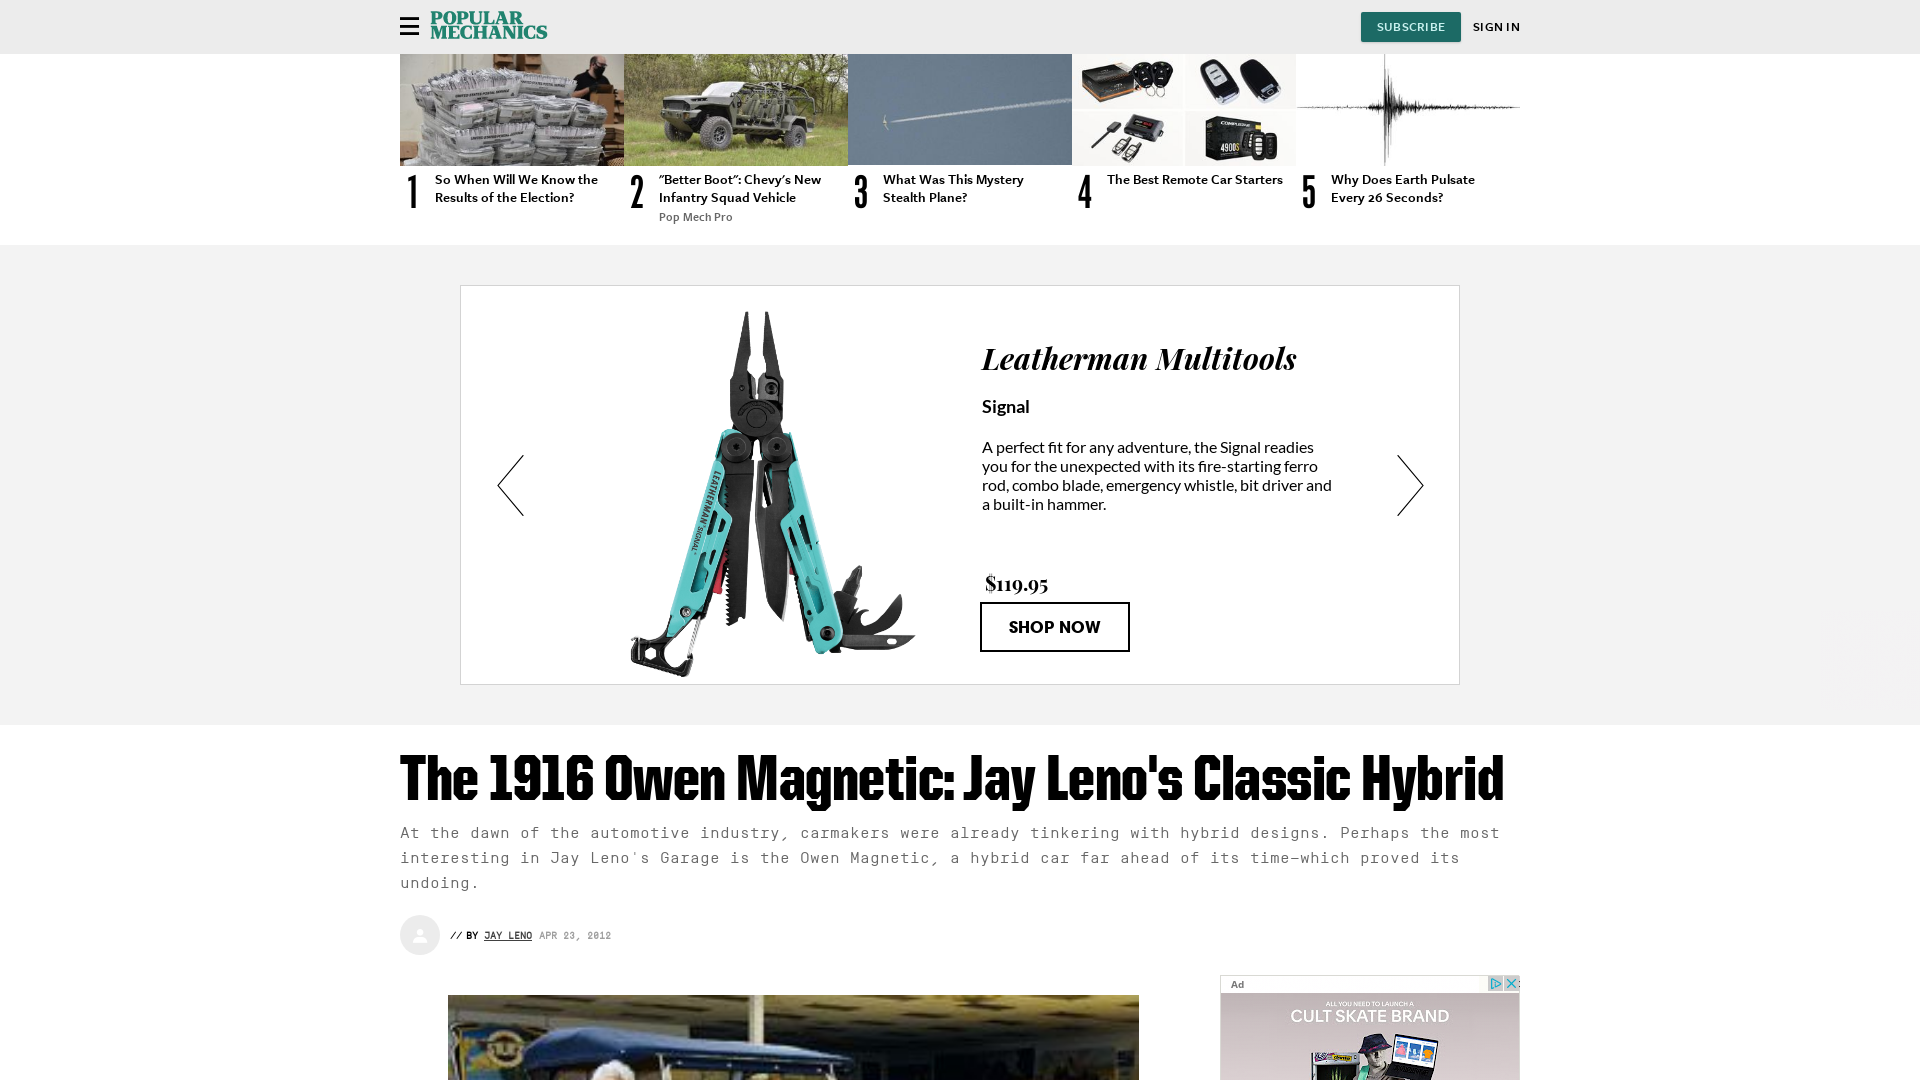 POPULAR
MECHANICS
SUBSCRIBE
SIGN IN
1
So When Will We Know the
Results of the Election?
2
"Better Boot": Chevy's New
Infantry Squad Vehicle
Pop Mech Pro
3
What Was This Mystery
Stealth Plane?
4
The Best Remote Car Starters
5
Why Does Earth Pulsate
Every 26 Seconds?
Leatherman Multitools
Signal
A perfect fit for any adventure, the Signal readies
you for the unexpected with its fire-starting ferro
rod, combo blade, emergency whistle, bit driver and
a built-in hammer.
$119.95
SHOP NOW
LEATHERMAN SIGNAL
The 1916 Owen Magnetic: Jay Leno's Classic Hybrid
At the dawn of the automotive industry, carmakers were already tinkering with hybrid designs. Perhaps the most
interesting in Jay Leno's Garage is the Owen Magnetic, a hybrid car far ahead of its time—which proved its
undoing.
// BY JAY LENO APR 23, 2012
Ad
ALL YOU NEED TO LAUNCH A
CULT SKATE BRAND